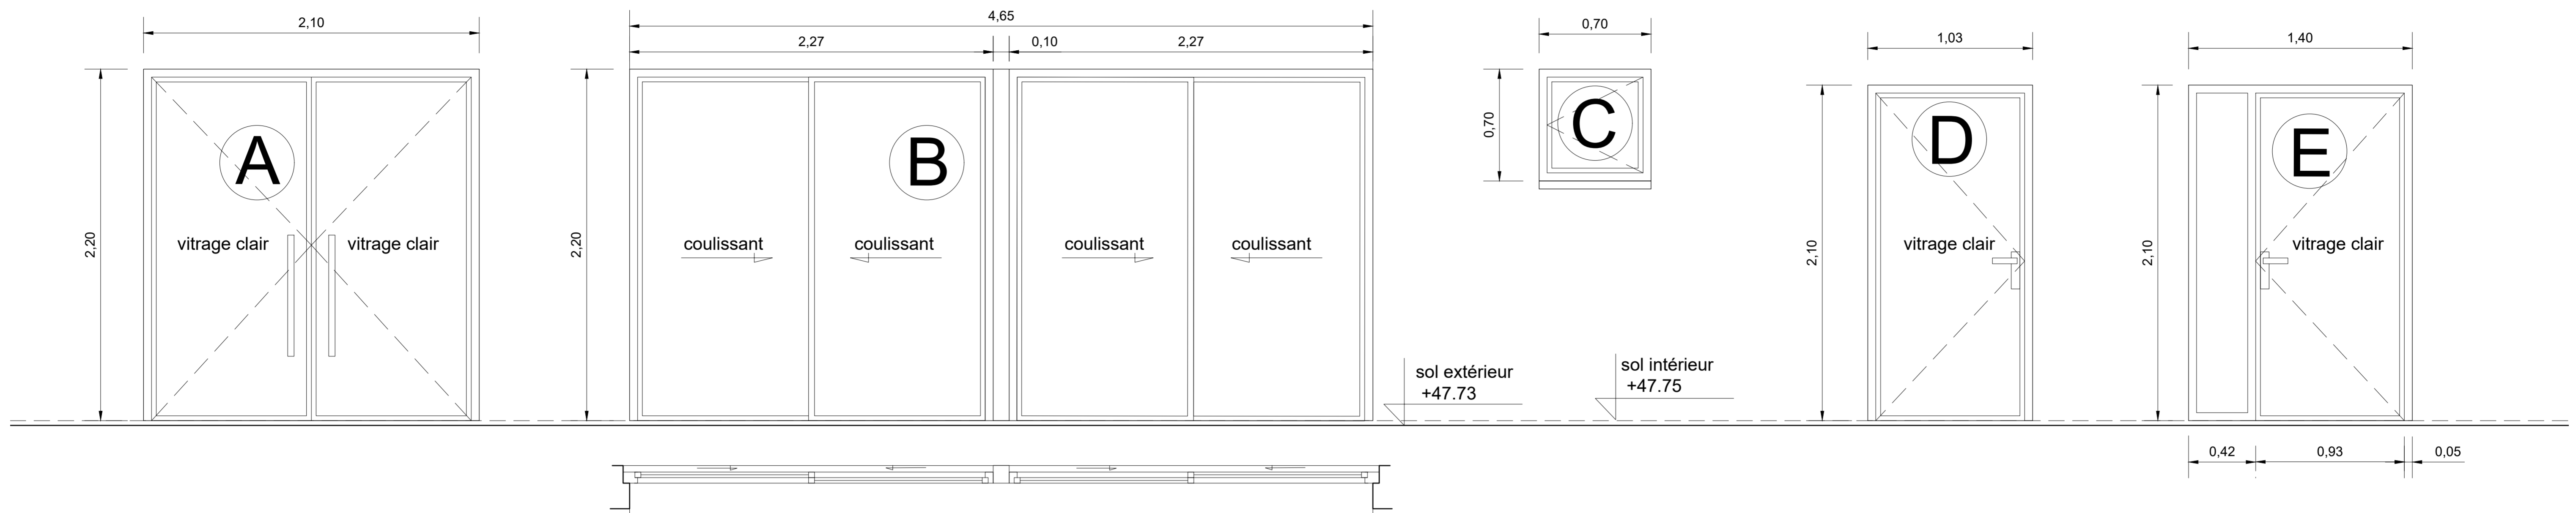 2,10
2,20
A
vitrage clair
vitrage clair
4,65
2,27
0,10
2,27
2,20
B
coulissant
coulissant
coulissant
coulissant
0,70
0,70
C
sol extérieur
+47.73
sol intérieur
+47.75
1,03
2,10
D
vitrage clair
1,40
2,10
E
vitrage clair
0,42
0,93
0,05